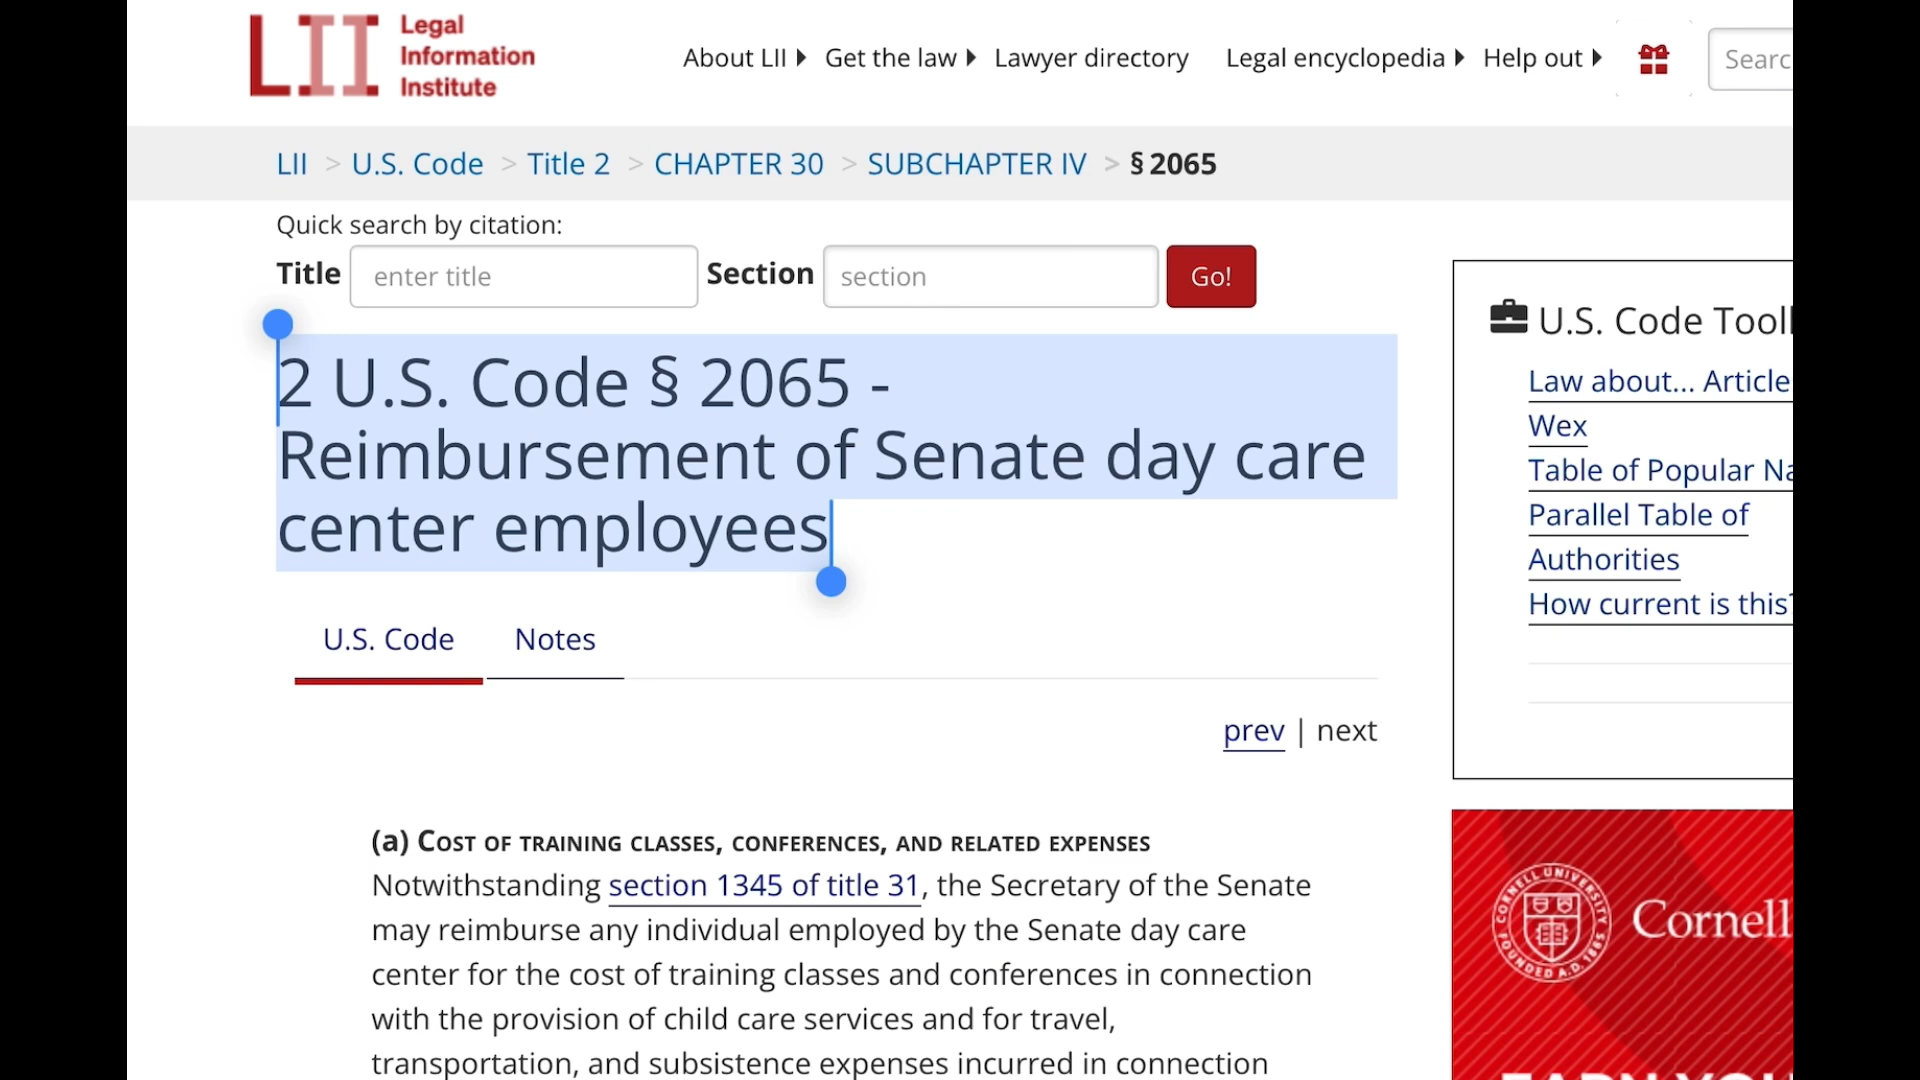 LII Legal
Information
Institute
About LII Get the law Lawyer directory Legal encyclopedia Help out
LII > U.S. Code > Title 2 > CHAPTER 30 > SUBCHAPTER IV > § 2065
Quick search by citation:
Title enter title Section section Go!
2 U.S. Code § 2065 -
Reimbursement of Senate day care
center employees
U.S. Code Notes
prev | next
(a) COST OF TRAINING CLASSES, CONFERENCES, AND RELATED EXPENSES
Notwithstanding section 1345 of title 31, the Secretary of the Senate
may reimburse any individual employed by the Senate day care
center for the cost of training classes and conferences in connection
with the provision of child care services and for travel,
transportation, and subsistence expenses incurred in connection
U.S. Code
Law about... Article
Wex
Table of Popular
Parallel Table of
Authorities
How current is this?
CORNELL UNIVERSITY
FOUNDED A.D. 1865
Cornell